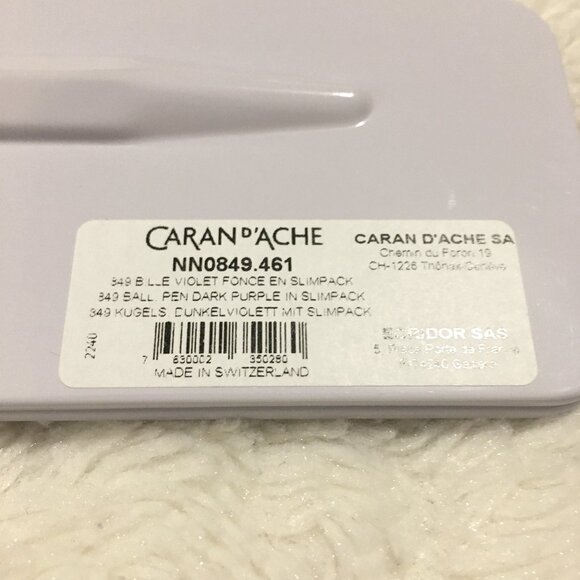 CARAN D'ACHE
NN0849.461
849 BILLE VIOLET FONCE EN SLIMPACK
849 BALL. PEN DARK PURPLE IN SLIMPACK
849 KUGELS. DUNKELVIOLETT MIT SLIMPACK
2240
7 630002 350280
MADE IN SWITZERLAND
CARAN D'ACHE SA
Chemin du Foron 19
CH-1226 Thônex-Genève
SAS